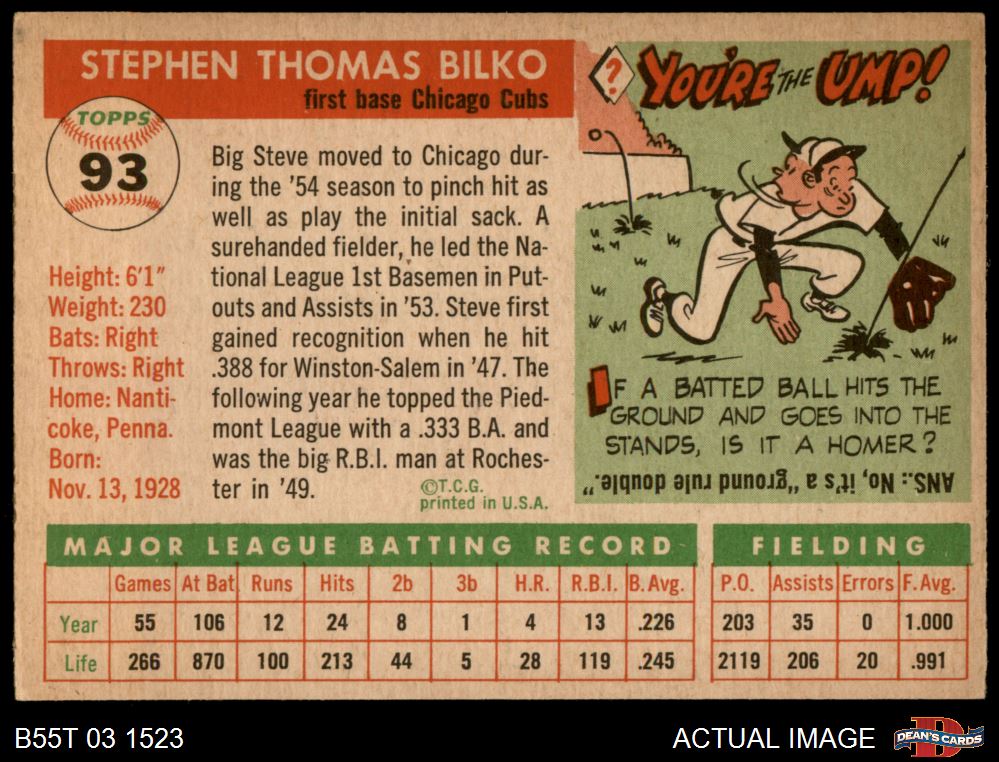 STEPHEN THOMAS BILKO
first base Chicago Cubs
TOPPS
93
Height: 6'1"
Weight: 230
Bats: Right
Throws: Right
Home: Nanti-
coke, Penna.
Born:
Nov. 13, 1928
Big Steve moved to Chicago dur-
ing the '54 season to pinch hit as
well as play the initial sack. A
surehanded fielder, he led the Na-
tional League 1st Basemen in Put-
outs and Assists in '53. Steve first
gained recognition when he hit
.388 for Winston-Salem in '47. The
following year he topped the Pied-
mont League with a .333 B.A. and
was the big R.B.I. man at Roches-
ter in '49.
©T.C.G.
printed in U.S.A.
? YOU'RE THE UMP!
IF A BATTED BALL HITS THE
GROUND AND GOES INTO THE
STANDS, IS IT A HOMER?
ANS.: No, it's a "ground rule double."
MAJOR LEAGUE BATTING RECORD FIELDING
Games At Bat Runs Hits 2b 3b H.R. R.B.I. B. Avg. P.O. Assists Errors F. Avg.
Year 55 106 12 24 8 1 4 13 .226 203 35 0 1.000
Life 266 870 100 213 44 5 28 119 .245 2119 206 20 .991
B55T 03 1523
ACTUAL IMAGE
DEAN'S CARDS